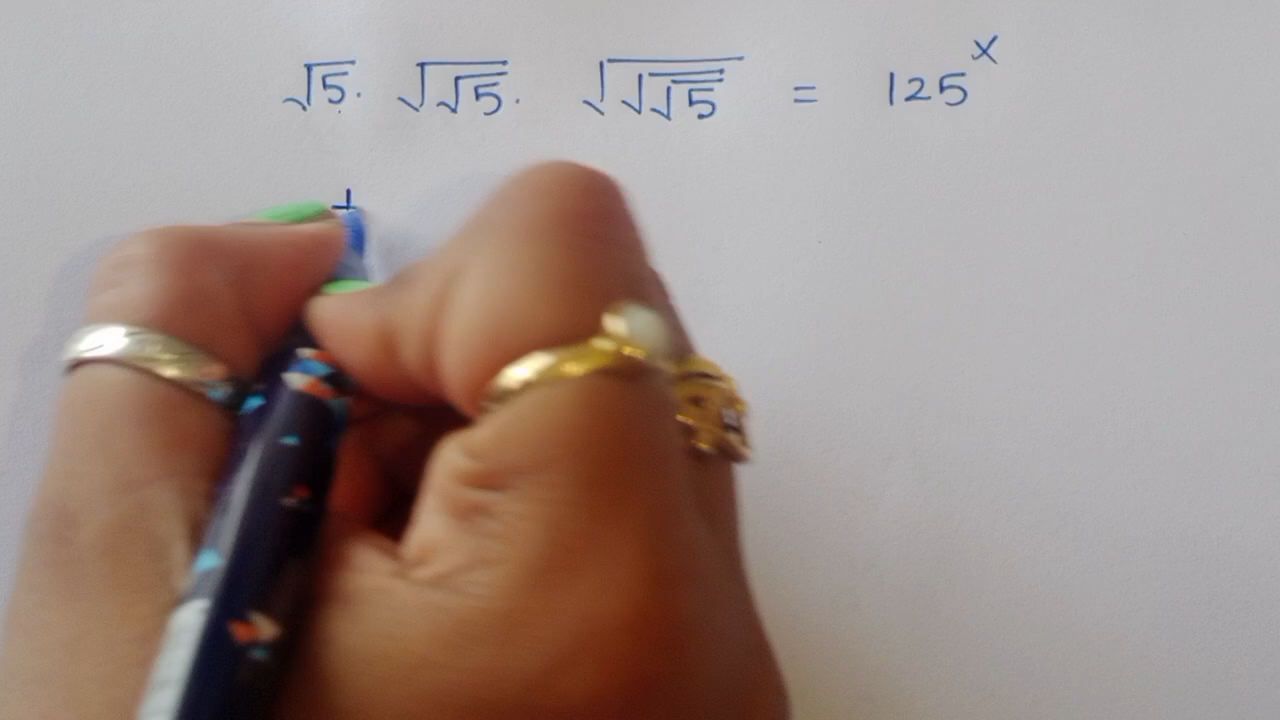 √5. √√5. √√√5 = 125^x